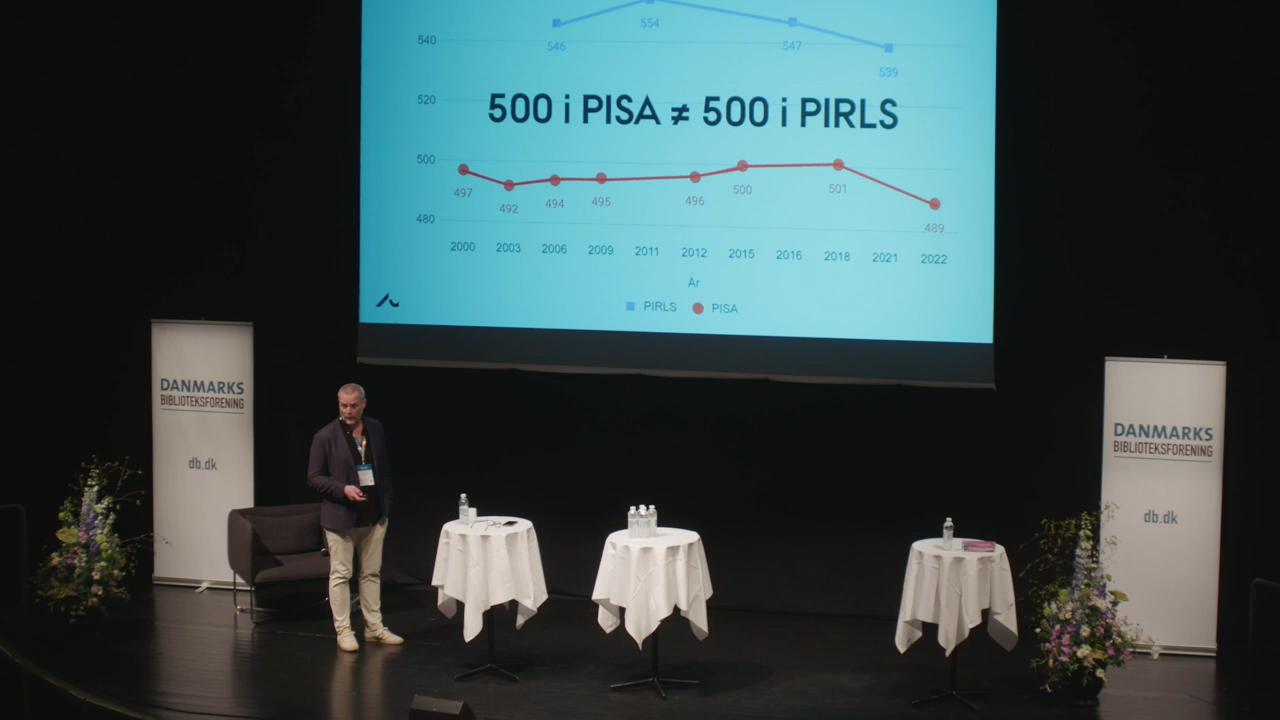 554
546
547
539
540
520
500 i PISA ≠ 500 i PIRLS
500
497
492
494
495
496
500
501
489
480
2000 2003 2006 2009 2011 2012 2015 2016 2018 2021 2022
År
PIRLS PISA
DANMARKS
BIBLIOTEKSFORENING
db.dk
DANMARKS
BIBLIOTEKSFORENING
db.dk